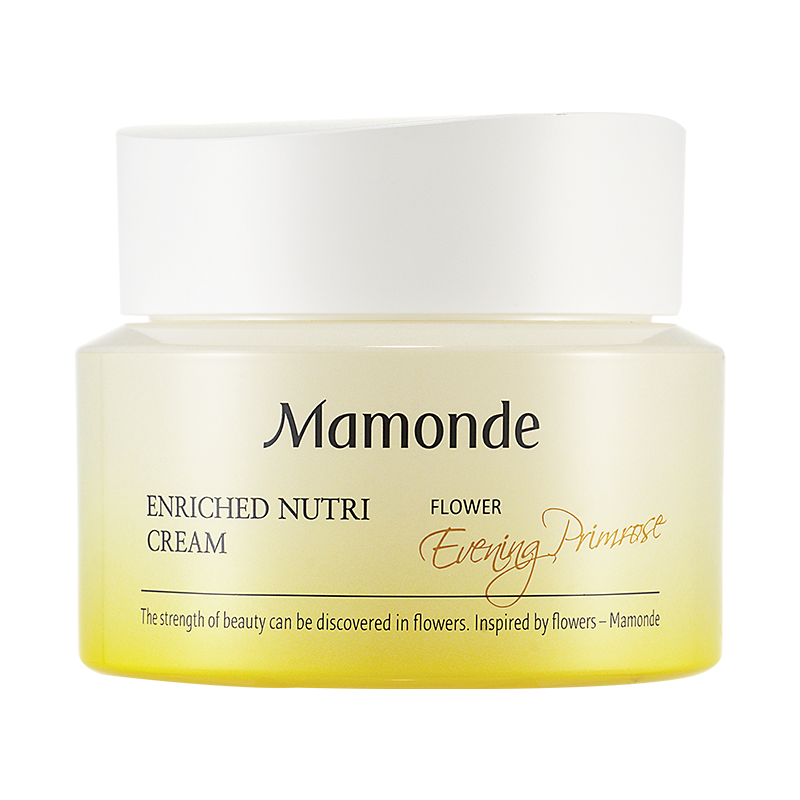 Mamonde
ENRICHED NUTRI
CREAM
FLOWER
Evening Primrose
The strength of beauty can be discovered in flowers. Inspired by flowers – Mamonde